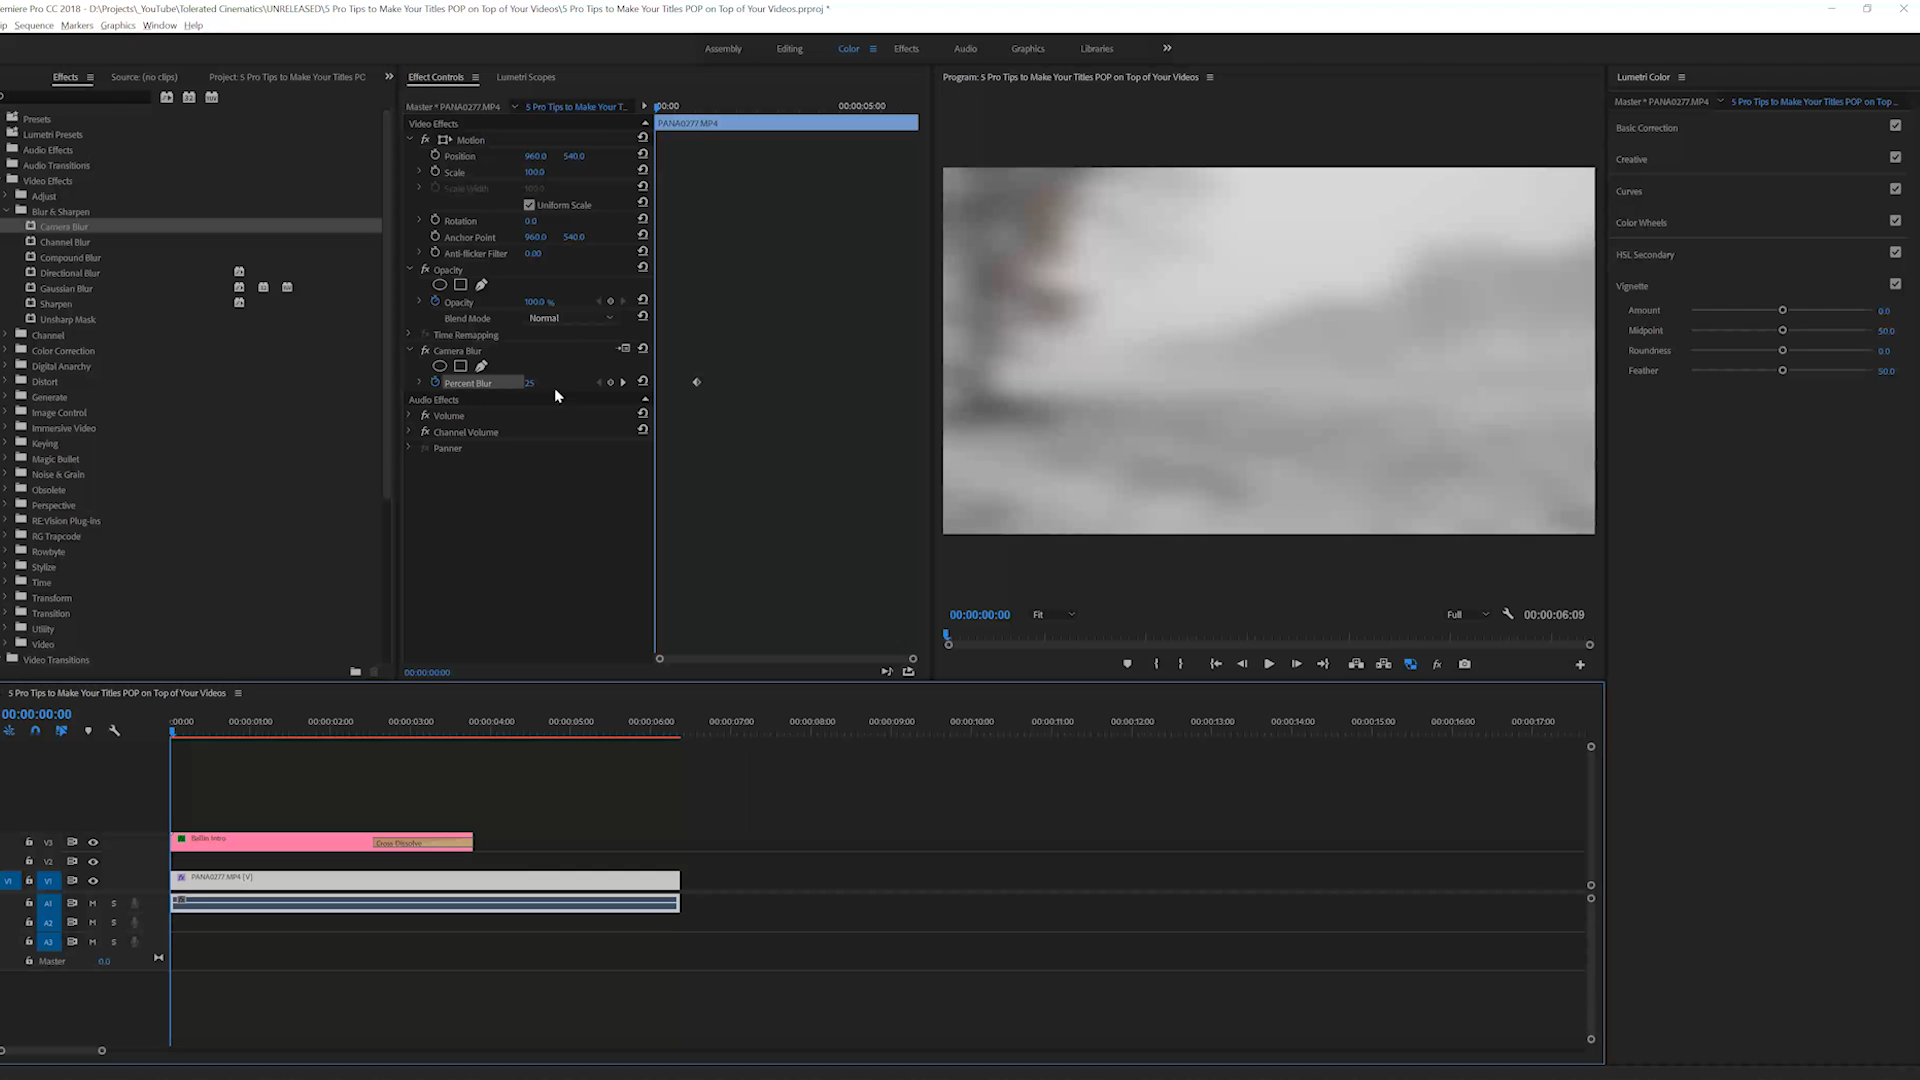 emiere Pro CC 2018 - D:\Projects\_YouTube\Tolerated Cinematics\UNRELEASED\5 Pro Tips to Make Your Titles POP on Top of Your Videos\5 Pro Tips to Make Your Titles POP on Top of Your Videos.prproj *
ip Sequence Markers Graphics Window Help
Assembly Editing Color Effects Audio Graphics Libraries
Effects Source: (no clips) Project: 5 Pro Tips to Make Your Titles PC
Effect Controls Lumetri Scopes
Program: 5 Pro Tips to Make Your Titles POP on Top of Your Videos
Lumetri Color
Presets
Lumetri Presets
Audio Effects
Audio Transitions
Video Effects
Adjust
Blur & Sharpen
Camera Blur
Channel Blur
Compound Blur
Directional Blur
Gaussian Blur
Sharpen
Unsharp Mask
Channel
Color Correction
Digital Anarchy
Distort
Generate
Image Control
Immersive Video
Keying
Magic Bullet
Noise & Grain
Obsolete
Perspective
RE:Vision Plug-ins
RG Trapcode
Rowbyte
Stylize
Time
Transform
Transition
Utility
Video
Video Transitions
Master * PANA0277.MP4 5 Pro Tips to Make Your T... 00:00 00:00:05:00
Video Effects PANA0277.MP4
Motion
Position 960.0 540.0
Scale 100.0
Scale Width 100.0
Uniform Scale
Rotation 0.0
Anchor Point 960.0 540.0
Anti-flicker Filter 0.00
Opacity
Opacity 100.0 %
Blend Mode Normal
Time Remapping
Camera Blur
Percent Blur 25
Audio Effects
Volume
Channel Volume
Panner
00:00:00:00
00:00:00:00 Fit Full 00:00:06:09
Master * PANA0277.MP4 5 Pro Tips to Make Your Titles POP on Top ...
Basic Correction
Creative
Curves
Color Wheels
HSL Secondary
Vignette
Amount 0.0
Midpoint 50.0
Roundness 0.0
Feather 50.0
5 Pro Tips to Make Your Titles POP on Top of Your Videos
00:00:00:00
:00:00 00:00:01:00 00:00:02:00 00:00:03:00 00:00:04:00 00:00:05:00 00:00:06:00 00:00:07:00 00:00:08:00 00:00:09:00 00:00:10:00 00:00:11:00 00:00:12:00 00:00:13:00 00:00:14:00 00:00:15:00 00:00:16:00 00:00:17:00
V3 Intro Cross Dissolve
V2
V1 V1 PANA0277.MP4 [V]
A1 M S
A2 M S
A3 M S
Master 0.0